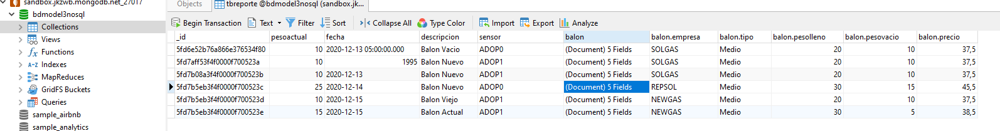 sandbox.jkzwb.mongodb.net_27017
bdmodel3nosql
Collections
Views
Functions
Indexes
MapReduces
GridFS Buckets
Queries
sample_airbnb
sample_analytics
Objects tbreporte @bdmodel3nosql (sandbox.jk...
Begin Transaction Text Filter Sort Collapse All Type Color Import Export Analyze
_id pesoactual fecha descripcion sensor balon balon.empresa balon.tipo balon.pesolleno balon.pesovacio balon.precio
5fd6e52b76a866e376534f80 10 2020-12-13 05:00:00.000 Balon Vacio ADOP0 (Document) 5 Fields SOLGAS Medio 20 10 37,5
5fd7aff53f4f0000f700523a 10 1995 Balon Nuevo ADOP1 (Document) 5 Fields SOLGAS Medio 20 10 37,5
5fd7b08a3f4f0000f700523b 10 2020-12-13 Balon Nuevo ADOP1 (Document) 5 Fields SOLGAS Medio 20 10 37,5
5fd7b5eb3f4f0000f700523c 25 2020-12-14 Balon Nuevo ADOP0 (Document) 5 Fields REPSOL Medio 30 15 45,5
5fd7b5eb3f4f0000f700523d 10 2020-12-15 Balon Viejo ADOP1 (Document) 5 Fields NEWGAS Medio 20 10 37,5
5fd7b5eb3f4f0000f700523e 15 2020-12-15 Balon Actual ADOP1 (Document) 5 Fields NEWGAS Medio 30 5 38,5